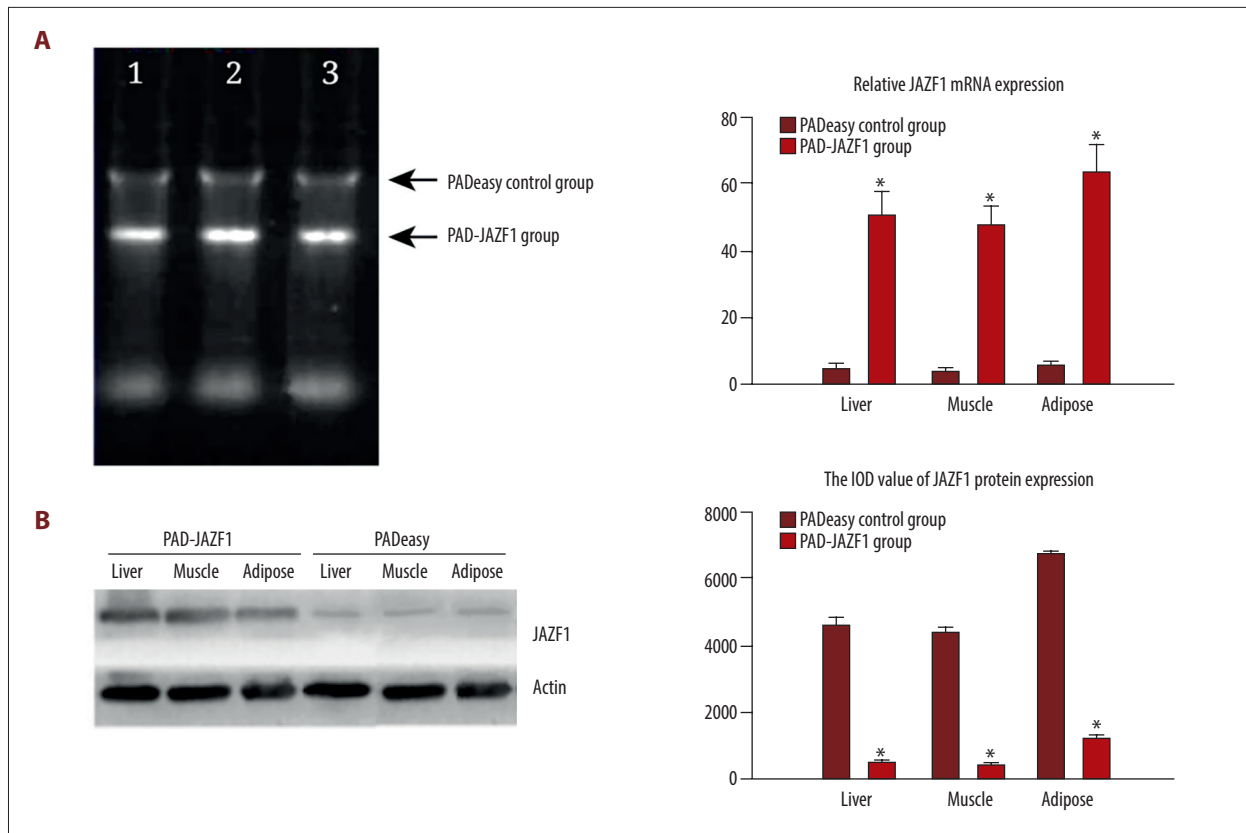 A
1 2 3
PADeasy control group
PAD-JAZF1 group
Relative JAZF1 mRNA expression
PADeasy control group
PAD-JAZF1 group
80
60
40
20
0
* * *
Liver Muscle Adipose
B
PAD-JAZF1 PADeasy
Liver Muscle Adipose Liver Muscle Adipose
JAZF1
Actin
The IOD value of JAZF1 protein expression
PADeasy control group
PAD-JAZF1 group
8000
6000
4000
2000
0
* * *
Liver Muscle Adipose